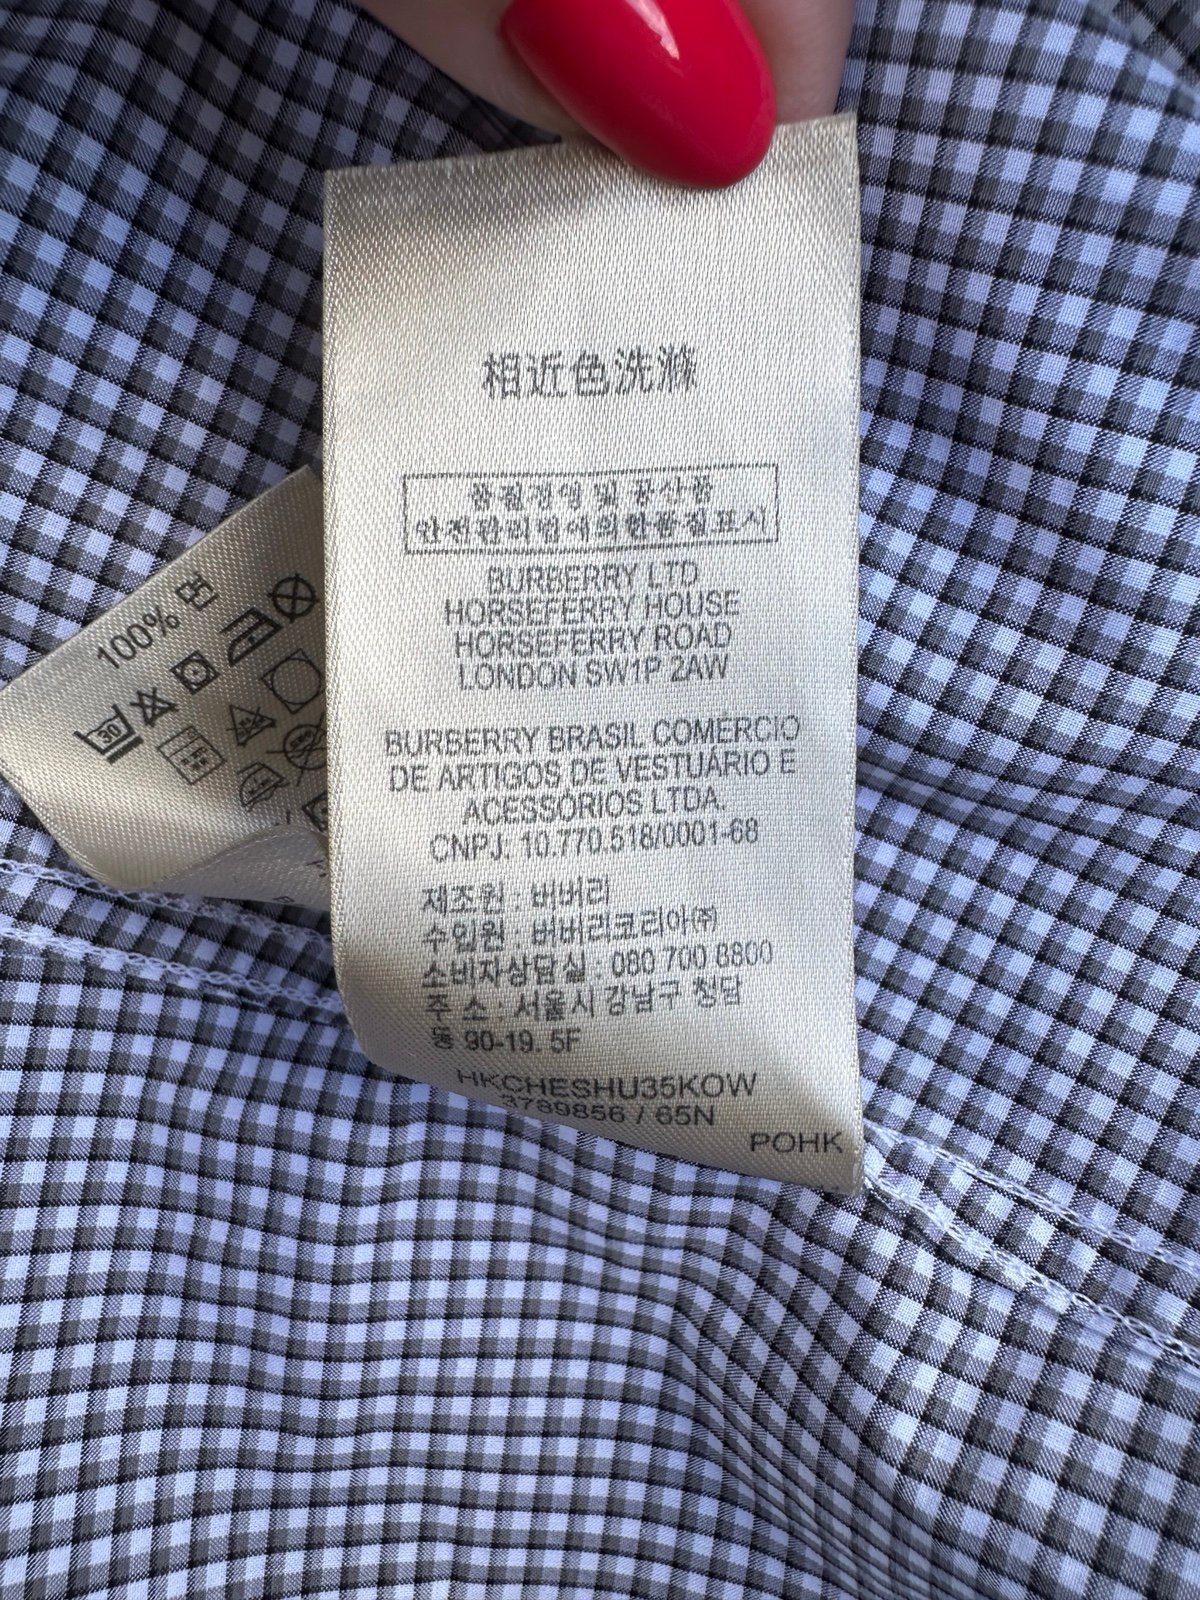 相近色洗滌
품질경영 및 공산품
안전관리법에의한품질표시
BURBERRY LTD
HORSEFERRY HOUSE
HORSEFERRY ROAD
LONDON SW1P 2AW
BURBERRY BRASIL COMÉRCIO
DE ARTIGOS DE VESTUÁRIO E
ACESSÓRIOS LTDA.
CNPJ: 10.770.518/0001-68
제조원 : 버버리
수입원 : 버버리코리아(주)
소비자상담실 : 080 700 8800
주 소 : 서울시 강남구 청담
동 90-19. 5F
HKCHESHU35KOW
3789856 / 65N
POHK
100% 면
30